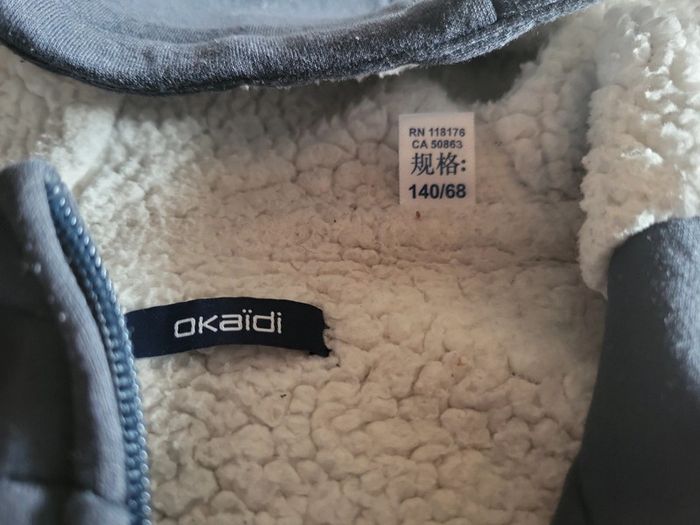 RN 118176
CA 50863
规格:
140/68
okaïdi